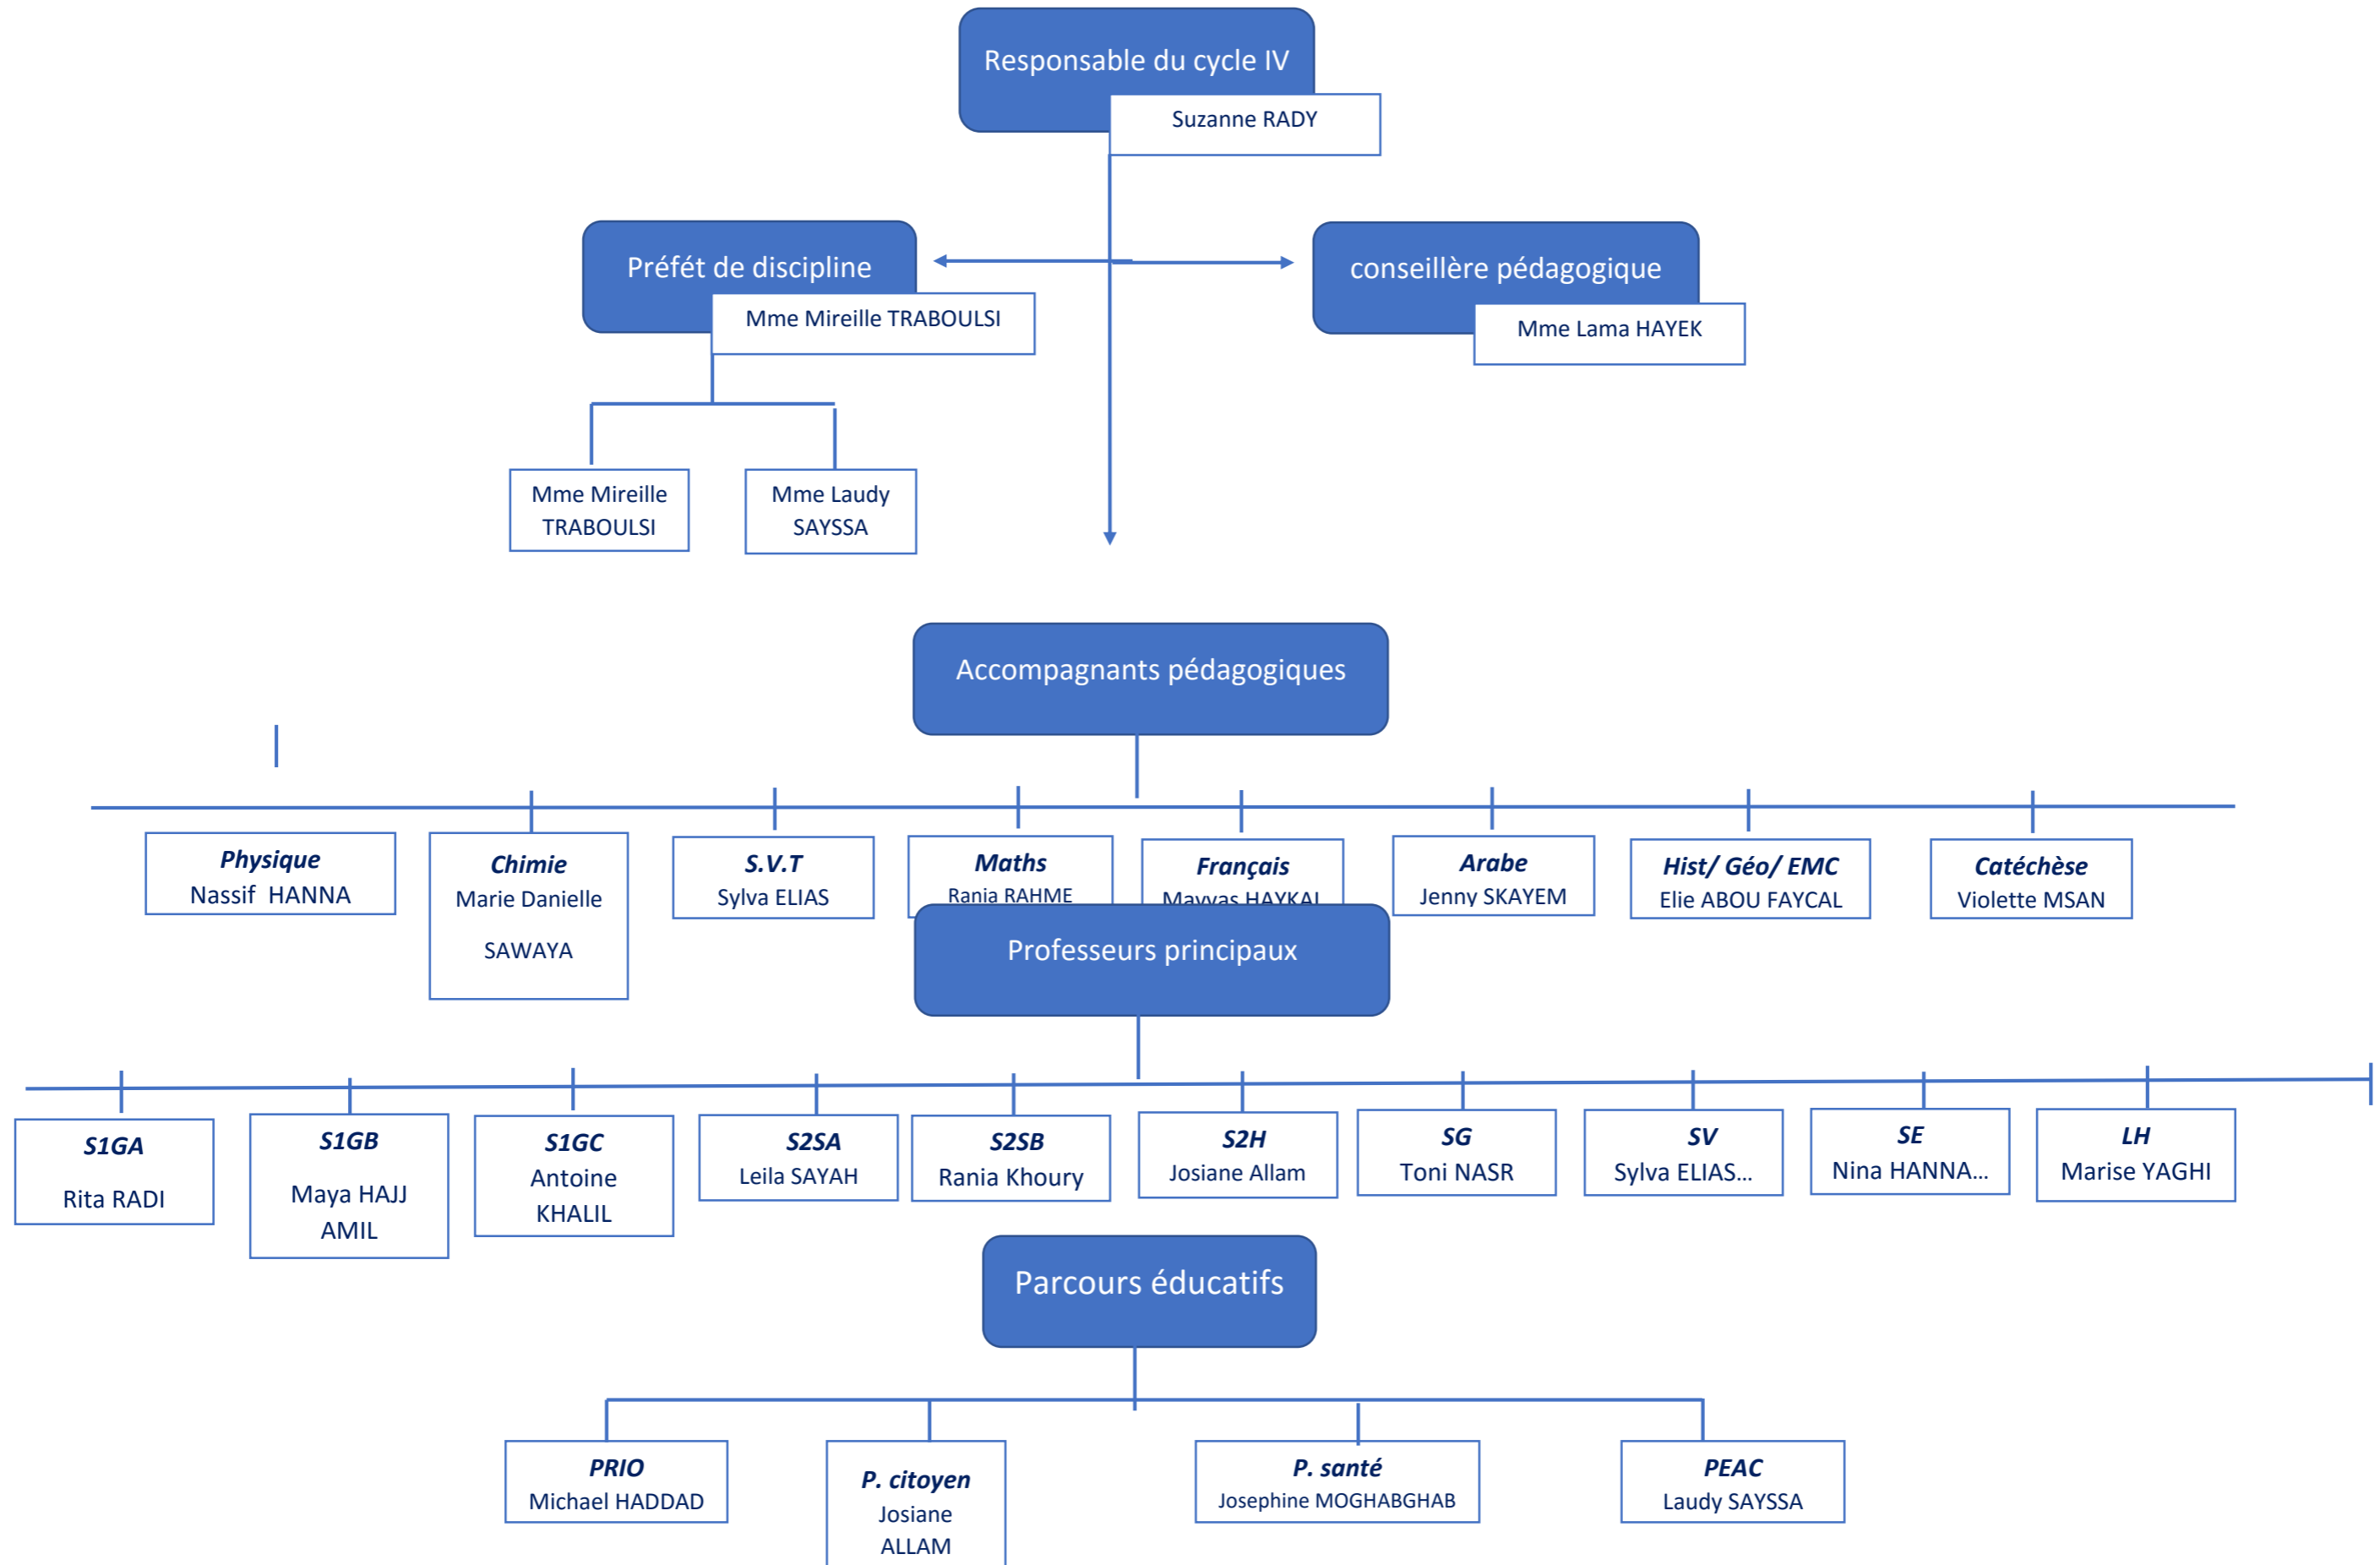 Responsable du cycle IV
Suzanne RADY
Préfét de discipline
Mme Mireille TRABOULSI
conseillère pédagogique
Mme Lama HAYEK
Mme Mireille
TRABOULSI
Mme Laudy
SAYSSA
Accompagnants pédagogiques
Physique
Nassif HANNA
Chimie
Marie Danielle
SAWAYA
S.V.T
Sylva ELIAS
Maths
Rania RAHME
Français
Mayyas HAYKAL
Arabe
Jenny SKAYEM
Hist/ Géo/ EMC
Elie ABOU FAYCAL
Catéchèse
Violette MSAN
Professeurs principaux
S1GA
Rita RADI
S1GB
Maya HAJJ
AMIL
S1GC
Antoine
KHALIL
S2SA
Leila SAYAH
S2SB
Rania Khoury
S2H
Josiane Allam
SG
Toni NASR
SV
Sylva ELIAS…
SE
Nina HANNA…
LH
Marise YAGHI
Parcours éducatifs
PRIO
Michael HADDAD
P. citoyen
Josiane
ALLAM
P. santé
Josephine MOGHABGHAB
PEAC
Laudy SAYSSA